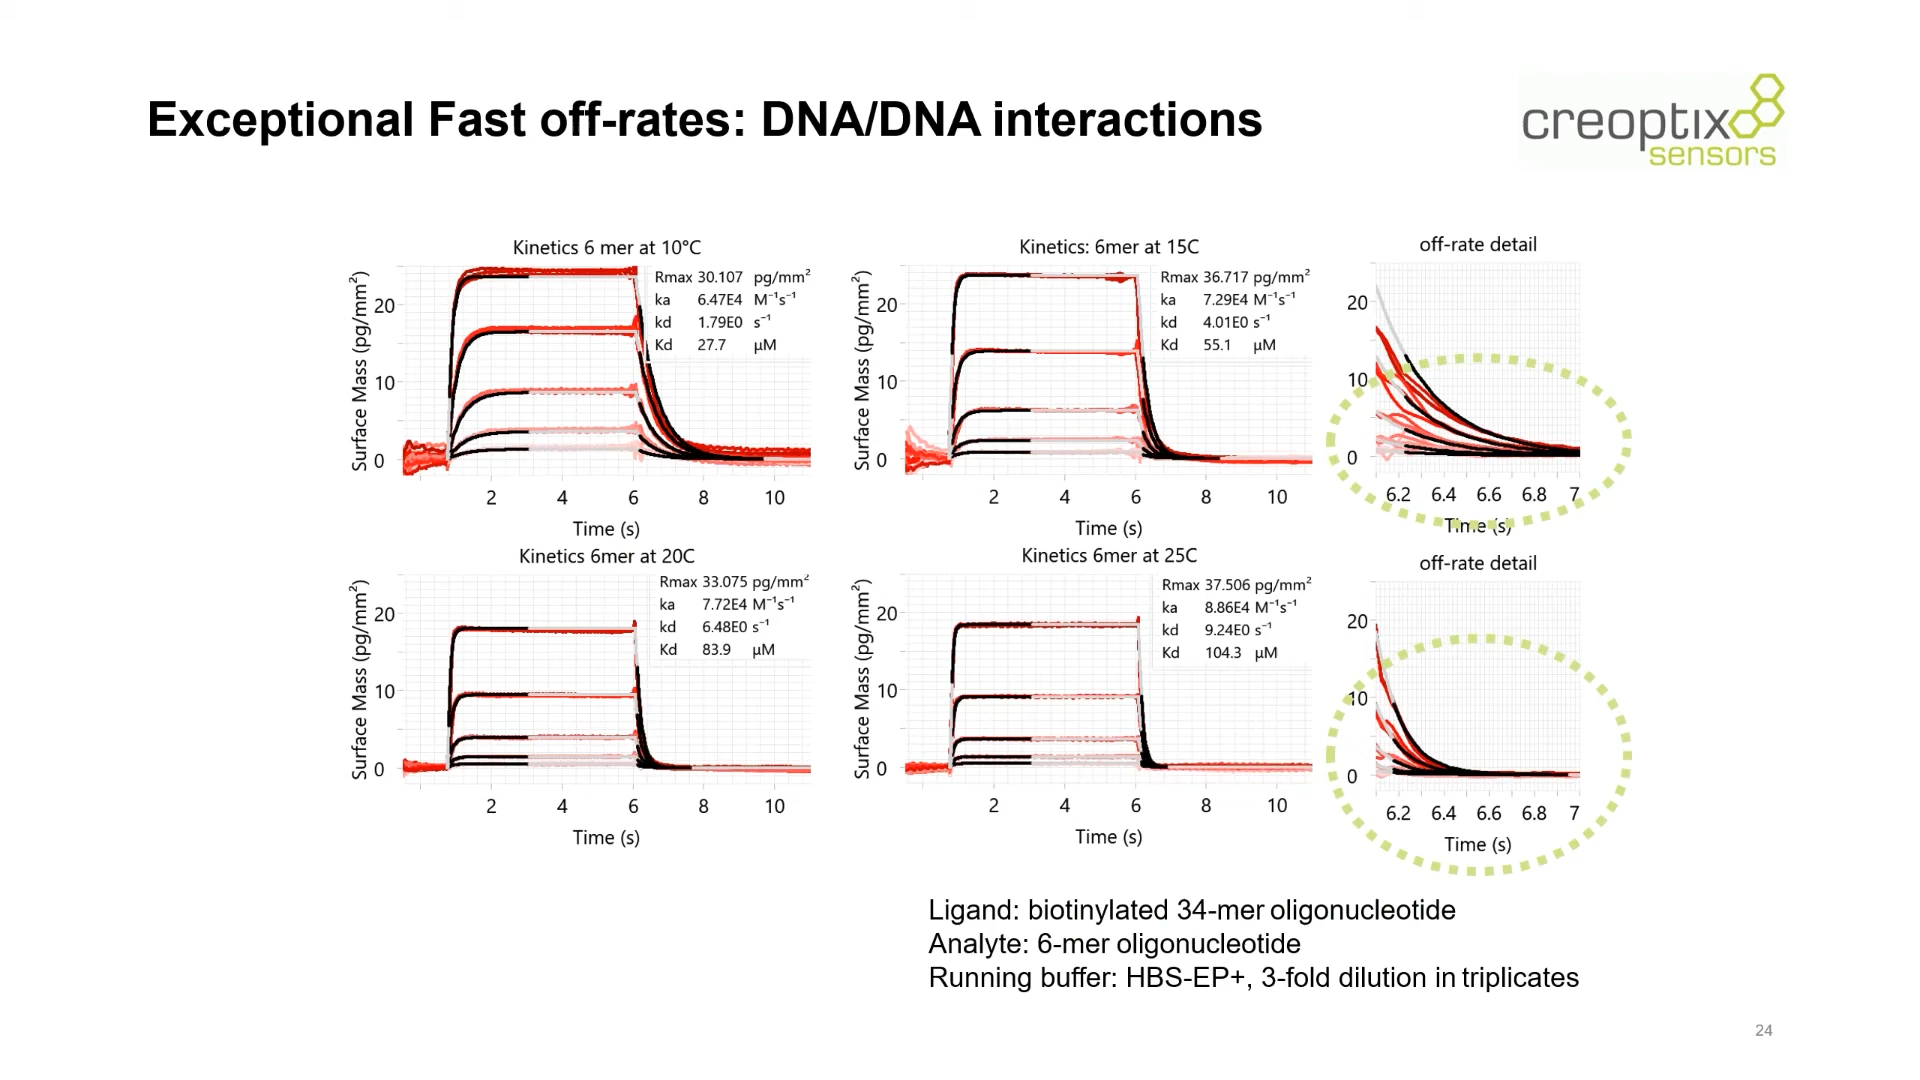 Exceptional Fast off-rates: DNA/DNA interactions
creoptix
sensors
Kinetics 6 mer at 10°C
Surface Mass (pg/mm²)
20
10
0
Rmax 30.107 pg/mm²
ka 6.47E4 M⁻¹s⁻¹
kd 1.79E0 s⁻¹
Kd 27.7 µM
2 4 6 8 10
Time (s)
Kinetics: 6mer at 15C
Surface Mass (pg/mm²)
20
10
0
Rmax 36.717 pg/mm²
ka 7.29E4 M⁻¹s⁻¹
kd 4.01E0 s⁻¹
Kd 55.1 µM
2 4 6 8 10
Time (s)
off-rate detail
20
10
0
6.2 6.4 6.6 6.8 7
Time (s)
Kinetics 6mer at 20C
Surface Mass (pg/mm²)
20
10
0
Rmax 33.075 pg/mm²
ka 7.72E4 M⁻¹s⁻¹
kd 6.48E0 s⁻¹
Kd 83.9 µM
2 4 6 8 10
Time (s)
Kinetics 6mer at 25C
Surface Mass (pg/mm²)
20
10
0
Rmax 37.506 pg/mm²
ka 8.86E4 M⁻¹s⁻¹
kd 9.24E0 s⁻¹
Kd 104.3 µM
2 4 6 8 10
Time (s)
off-rate detail
20
10
0
6.2 6.4 6.6 6.8 7
Time (s)
Ligand: biotinylated 34-mer oligonucleotide
Analyte: 6-mer oligonucleotide
Running buffer: HBS-EP+, 3-fold dilution in triplicates
24